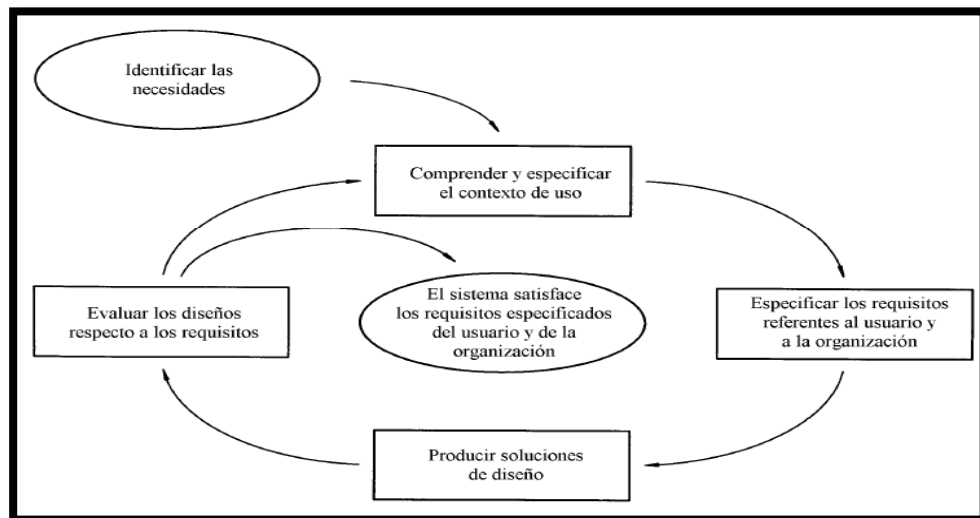 Identificar las
necesidades
Comprender y especificar
el contexto de uso
Evaluar los diseños
respecto a los requisitos
El sistema satisface
los requisitos especificados
del usuario y de la
organización
Especificar los requisitos
referentes al usuario y
a la organización
Producir soluciones
de diseño